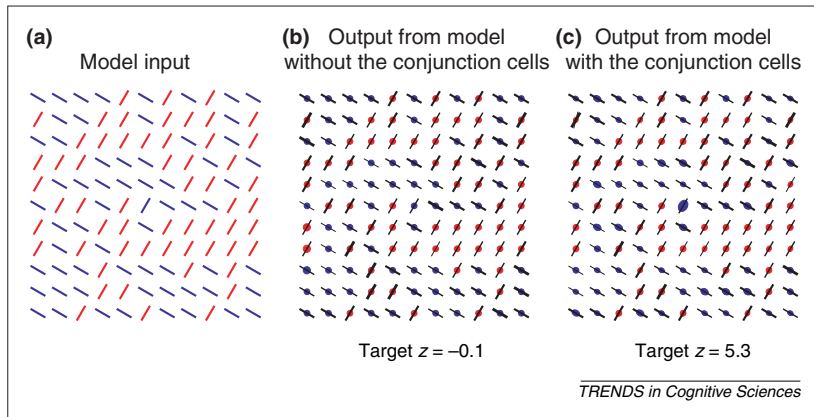 (a)
Model input
(b) Output from model
without the conjunction cells
(c) Output from model
with the conjunction cells
Target z = –0.1
Target z = 5.3
TRENDS in Cognitive Sciences